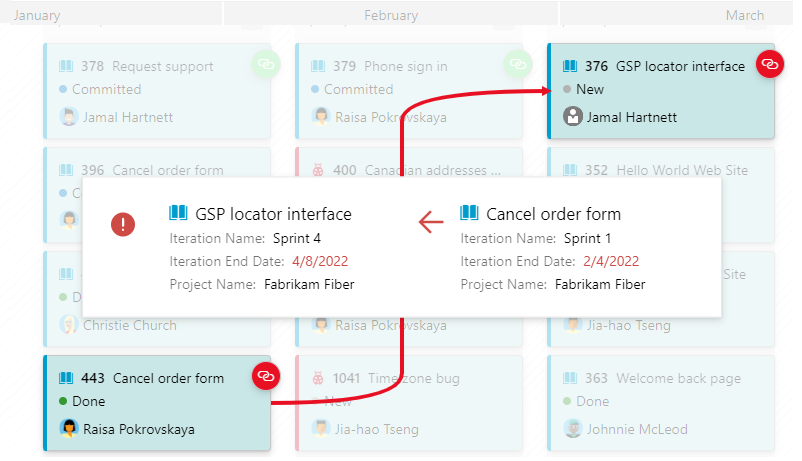 January
February
March
378 Request support
Committed
Jamal Hartnett
379 Phone sign in
Committed
Raisa Pokrovskaya
376 GSP locator interface
New
Jamal Hartnett
396 Cancel order form
400 Canadian addresses ...
352 Hello World Web Site
GSP locator interface
Iteration Name: Sprint 4
Iteration End Date: 4/8/2022
Project Name: Fabrikam Fiber
Cancel order form
Iteration Name: Sprint 1
Iteration End Date: 2/4/2022
Project Name: Fabrikam Fiber
Site
Christie Church
Raisa Pokrovskaya
Jia-hao Tseng
443 Cancel order form
Done
Raisa Pokrovskaya
1041 Time zone bug
New
Jia-hao Tseng
363 Welcome back page
Done
Johnnie McLeod